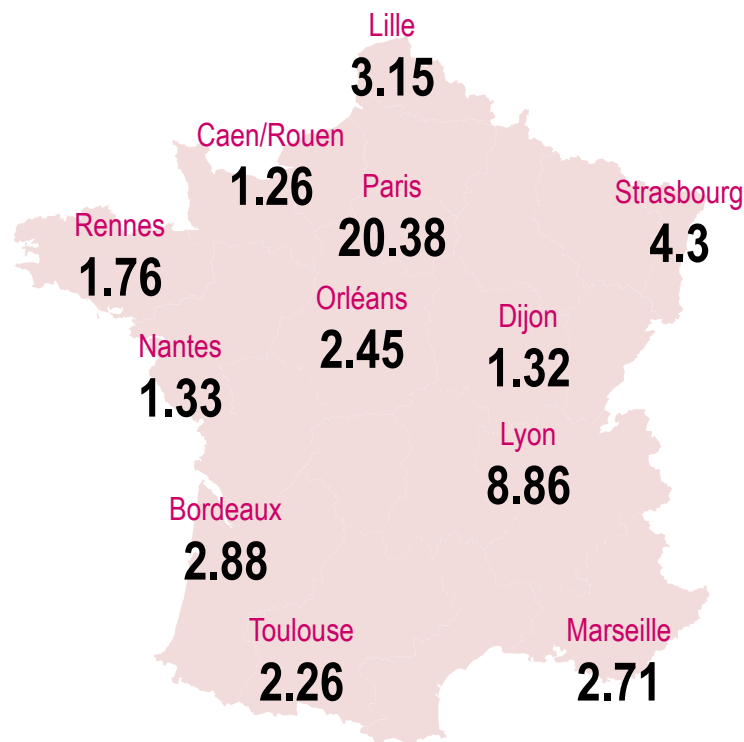 Lille
3.15
Caen/Rouen
1.26
Paris
20.38
Strasbourg
4.3
Rennes
1.76
Orléans
2.45
Dijon
1.32
Nantes
1.33
Lyon
8.86
Bordeaux
2.88
Toulouse
2.26
Marseille
2.71